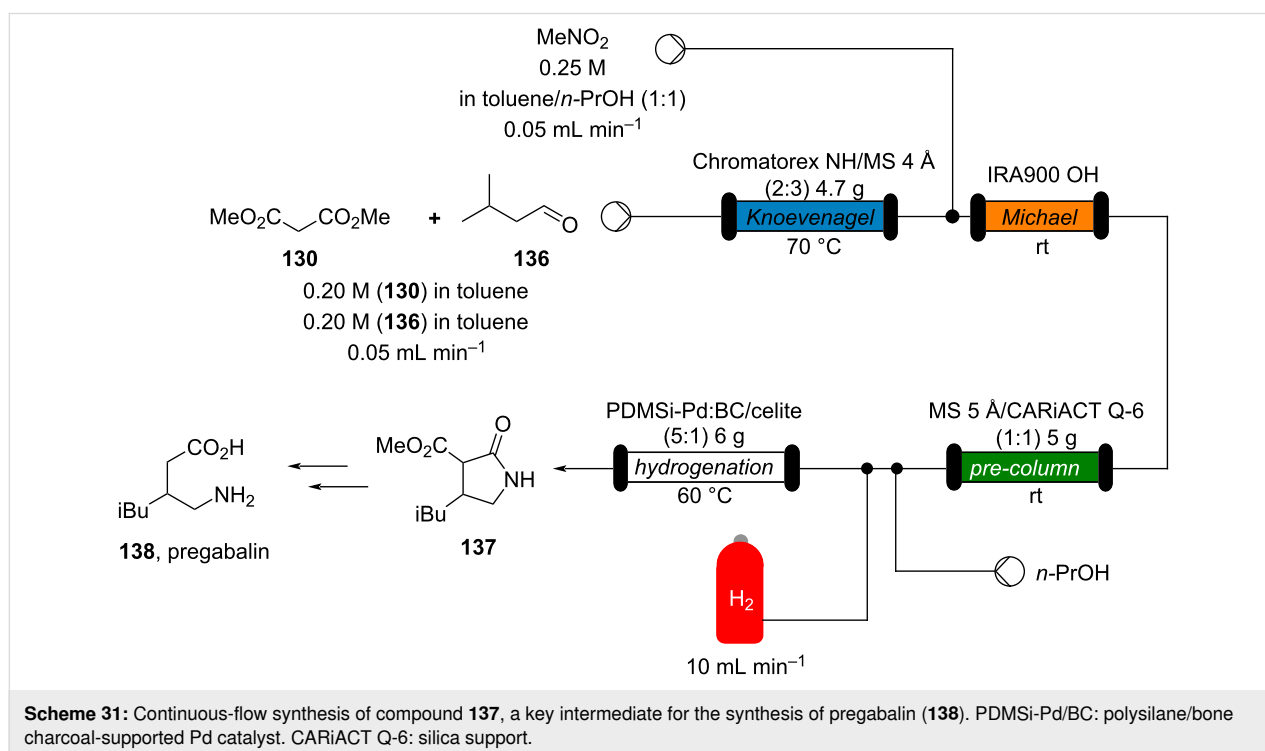 MeNO2
0.25 M
in toluene/n-PrOH (1:1)
0.05 mL min−1
MeO2C CO2Me
130
+
O
136
0.20 M (130) in toluene
0.20 M (136) in toluene
0.05 mL min−1
Chromatorex NH/MS 4 Å
(2:3) 4.7 g
Knoevenagel
70 °C
IRA900 OH
Michael
rt
MS 5 Å/CARiACT Q-6
(1:1) 5 g
pre-column
rt
n-PrOH
H2
10 mL min−1
PDMSi-Pd:BC/celite
(5:1) 6 g
hydrogenation
60 °C
O
MeO2C
NH
iBu
137
CO2H
NH2
iBu
138, pregabalin
Scheme 31: Continuous-flow synthesis of compound 137, a key intermediate for the synthesis of pregabalin (138). PDMSi-Pd/BC: polysilane/bone
charcoal-supported Pd catalyst. CARiACT Q-6: silica support.